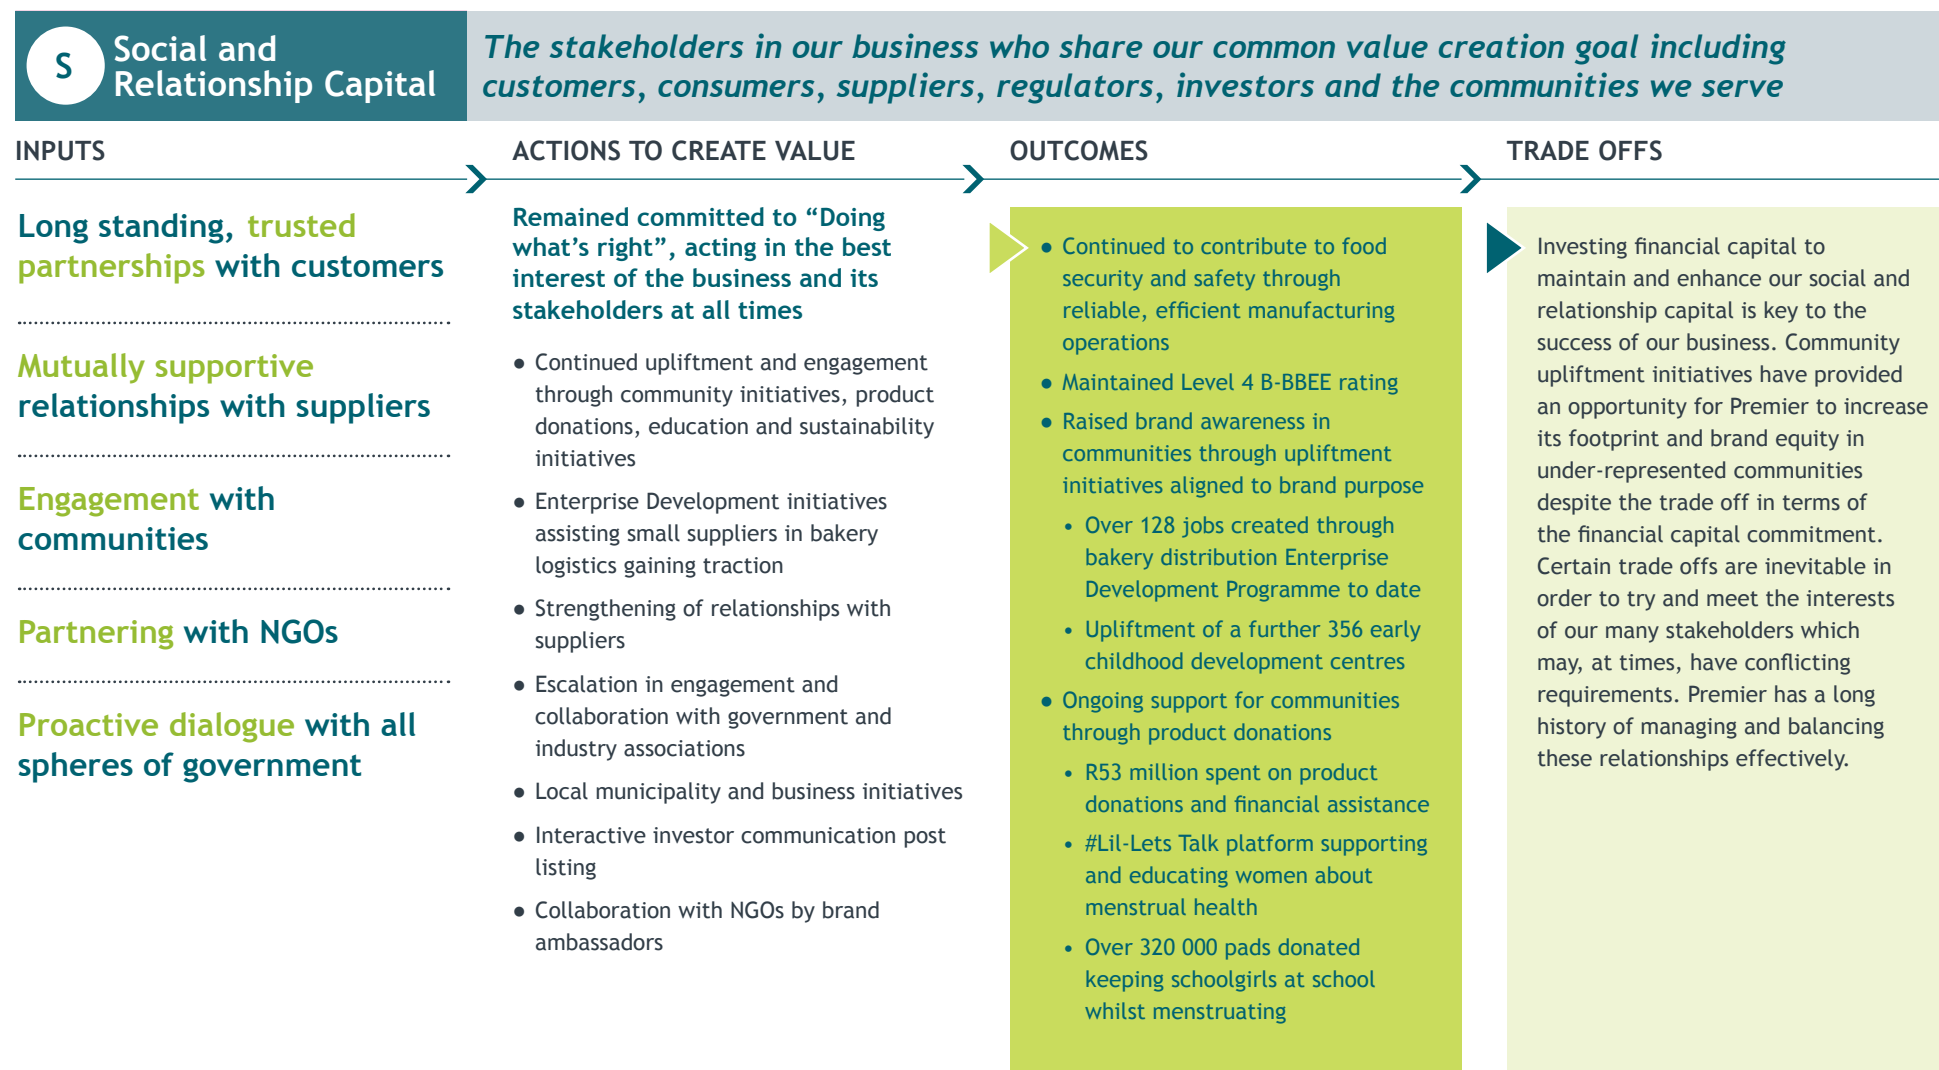 S
Social and
Relationship Capital
The stakeholders in our business who share our common value creation goal including
customers, consumers, suppliers, regulators, investors and the communities we serve
INPUTS
Long standing, trusted
partnerships with customers
Mutually supportive
relationships with suppliers
Engagement with
communities
Partnering with NGOs
Proactive dialogue with all
spheres of government
ACTIONS TO CREATE VALUE
Remained committed to “Doing
what’s right”, acting in the best
interest of the business and its
stakeholders at all times
● Continued upliftment and engagement
through community initiatives, product
donations, education and sustainability
initiatives
● Enterprise Development initiatives
assisting small suppliers in bakery
logistics gaining traction
● Strengthening of relationships with
suppliers
● Escalation in engagement and
collaboration with government and
industry associations
● Local municipality and business initiatives
● Interactive investor communication post
listing
● Collaboration with NGOs by brand
ambassadors
OUTCOMES
● Continued to contribute to food
security and safety through
reliable, efficient manufacturing
operations
● Maintained Level 4 B-BBEE rating
● Raised brand awareness in
communities through upliftment
initiatives aligned to brand purpose
• Over 128 jobs created through
bakery distribution Enterprise
Development Programme to date
• Upliftment of a further 356 early
childhood development centres
● Ongoing support for communities
through product donations
• R53 million spent on product
donations and financial assistance
• #Lil-Lets Talk platform supporting
and educating women about
menstrual health
• Over 320 000 pads donated
keeping schoolgirls at school
whilst menstruating
TRADE OFFS
Investing financial capital to
maintain and enhance our social and
relationship capital is key to the
success of our business. Community
upliftment initiatives have provided
an opportunity for Premier to increase
its footprint and brand equity in
under-represented communities
despite the trade off in terms of
the financial capital commitment.
Certain trade offs are inevitable in
order to try and meet the interests
of our many stakeholders which
may, at times, have conflicting
requirements. Premier has a long
history of managing and balancing
these relationships effectively.